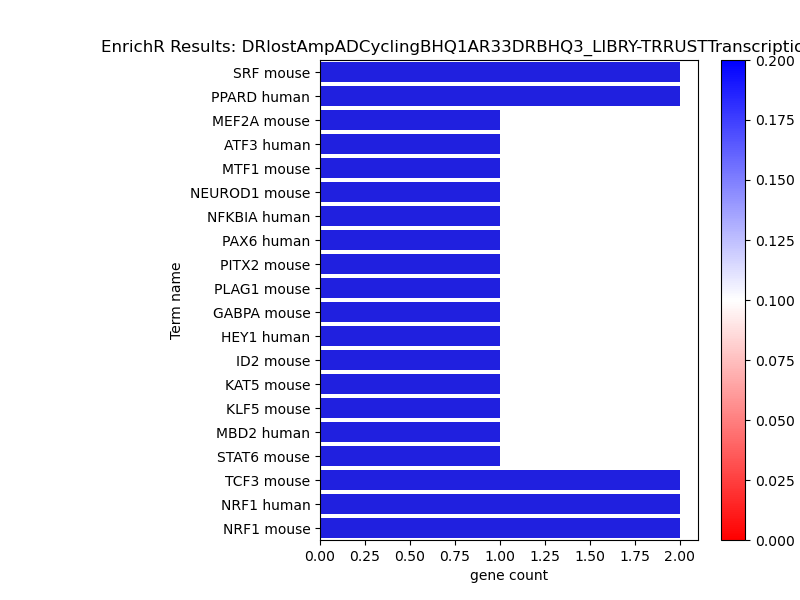 EnrichR Results: DRlostAmpADCyclingBHQ1AR33DRBHQ3_LIBRY-TRRUSTTranscriptio
SRF mouse
PPARD human
MEF2A mouse
ATF3 human
MTF1 mouse
NEUROD1 mouse
NFKBIA human
PAX6 human
PITX2 mouse
PLAG1 mouse
GABPA mouse
HEY1 human
ID2 mouse
KAT5 mouse
KLF5 mouse
MBD2 human
STAT6 mouse
TCF3 mouse
NRF1 human
NRF1 mouse
Term name
0.00 0.25 0.50 0.75 1.00 1.25 1.50 1.75 2.00
gene count
0.200
0.175
0.150
0.125
0.100
0.075
0.050
0.025
0.000